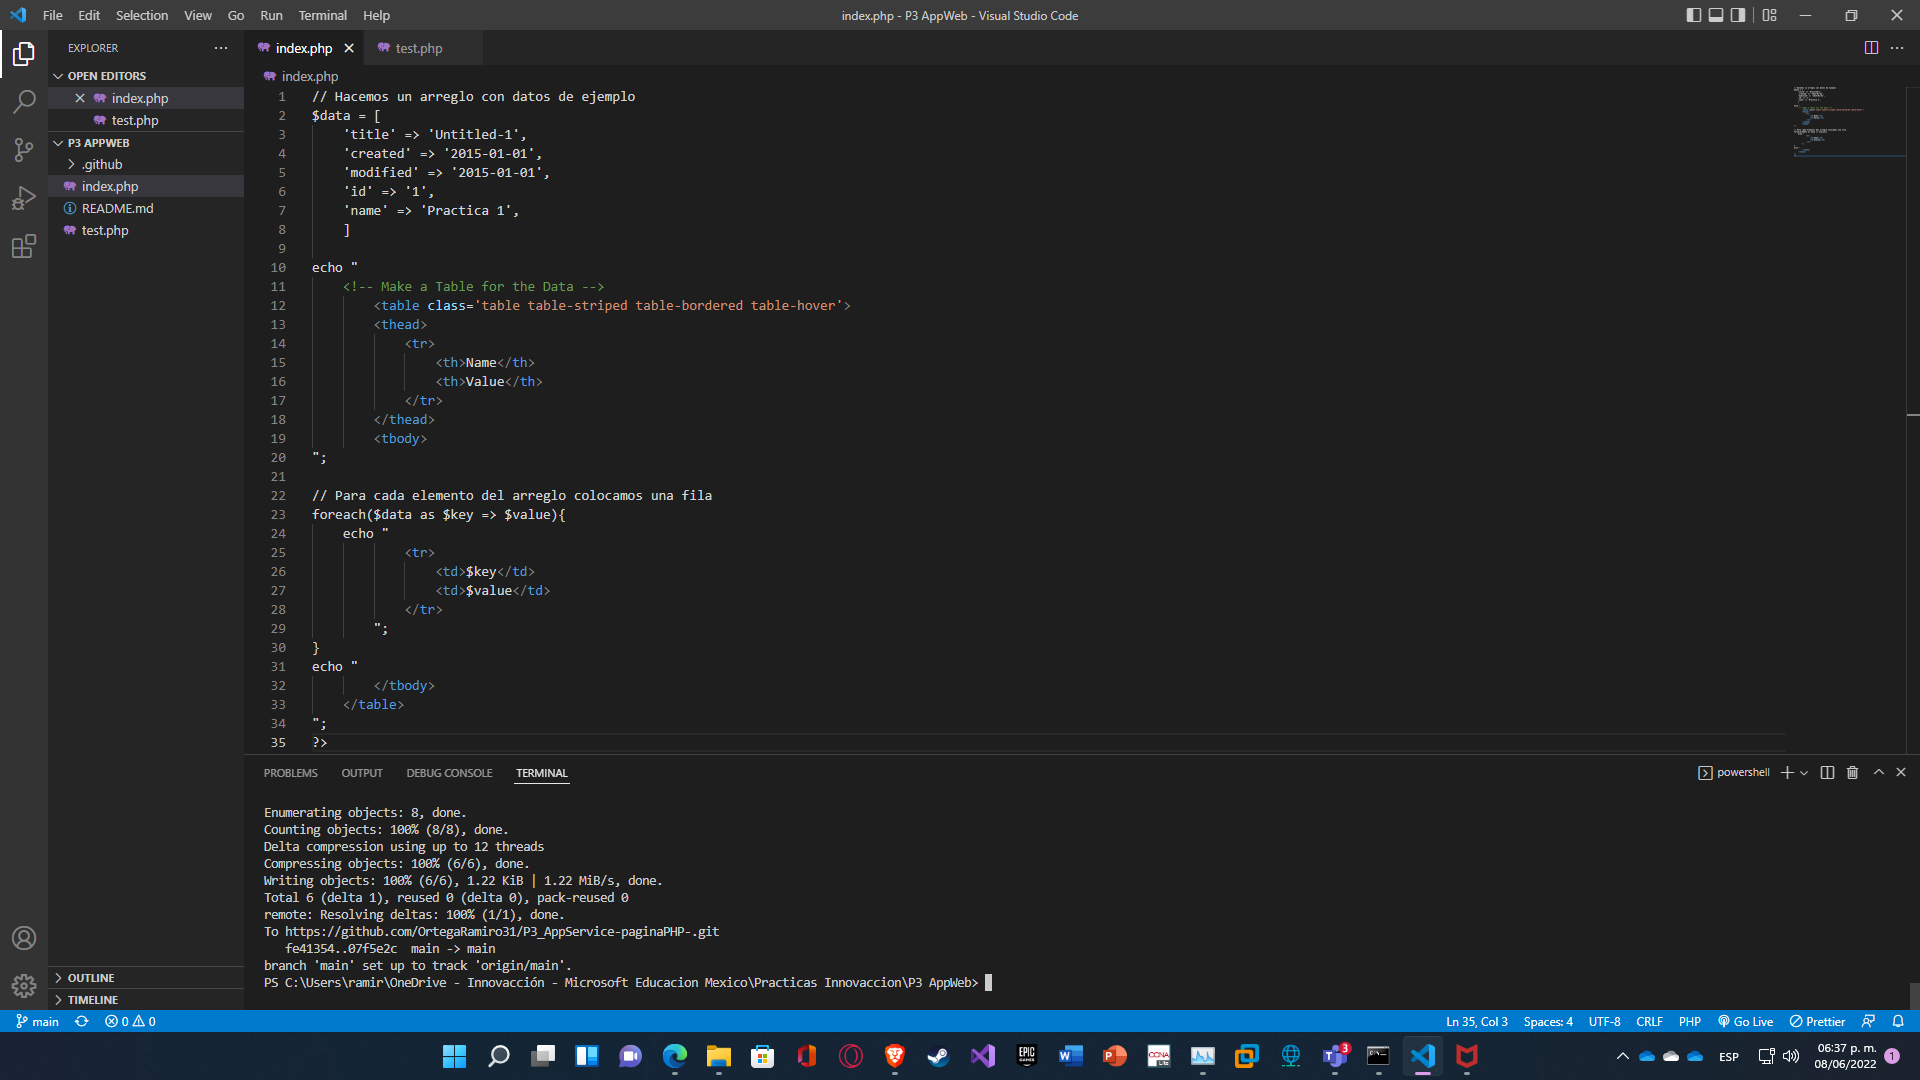 File Edit Selection View Go Run Terminal Help
index.php - P3 AppWeb - Visual Studio Code
EXPLORER
OPEN EDITORS
index.php
test.php
P3 APPWEB
.github
index.php
README.md
test.php
OUTLINE
TIMELINE
index.php test.php
index.php
1 // Hacemos un arreglo con datos de ejemplo
2 $data = [
3 'title' => 'Untitled-1',
4 'created' => '2015-01-01',
5 'modified' => '2015-01-01',
6 'id' => '1',
7 'name' => 'Practica 1',
8 ]
9
10 echo "
11 <!-- Make a Table for the Data -->
12 <table class='table table-striped table-bordered table-hover'>
13 <thead>
14 <tr>
15 <th>Name</th>
16 <th>Value</th>
17 </tr>
18 </thead>
19 <tbody>
20 ";
21
22 // Para cada elemento del arreglo colocamos una fila
23 foreach($data as $key => $value){
24 echo "
25 <tr>
26 <td>$key</td>
27 <td>$value</td>
28 </tr>
29 ";
30 }
31 echo "
32 </tbody>
33 </table>
34 ";
35 ?>
PROBLEMS OUTPUT DEBUG CONSOLE TERMINAL
powershell
Enumerating objects: 8, done.
Counting objects: 100% (8/8), done.
Delta compression using up to 12 threads
Compressing objects: 100% (6/6), done.
Writing objects: 100% (6/6), 1.22 KiB | 1.22 MiB/s, done.
Total 6 (delta 1), reused 0 (delta 0), pack-reused 0
remote: Resolving deltas: 100% (1/1), done.
To https://github.com/OrtegaRamiro31/P3_AppService-paginaPHP-.git
fe41354..07f5e2c main -> main
branch 'main' set up to track 'origin/main'.
PS C:\Users\ramir\OneDrive - Innovacción - Microsoft Educacion Mexico\Practicas Innovaccion\P3 AppWeb>
main 0 0
Ln 35, Col 3 Spaces: 4 UTF-8 CRLF PHP Go Live Prettier
EPIC GAMES
CCNA
3
ESP
06:37 p. m.
08/06/2022
1